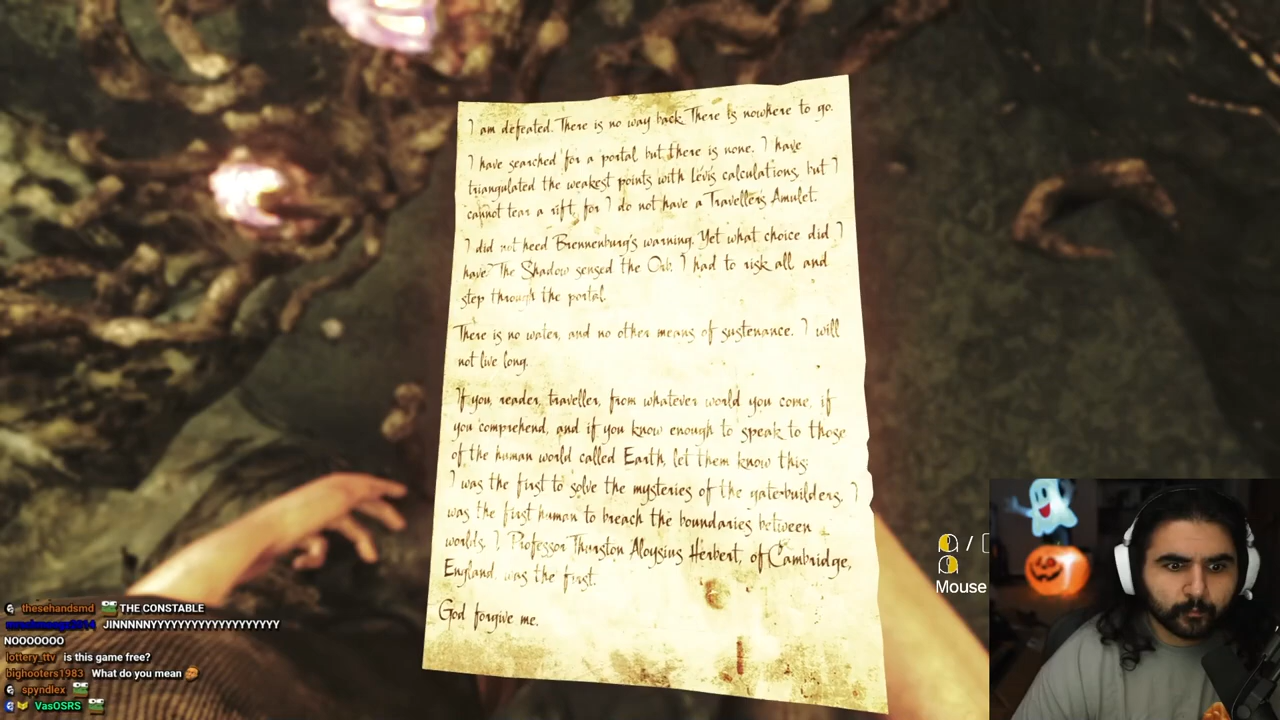 I am defeated. There is no way back. There is nowhere to go.
I have searched for a portal but there is none. I have
triangulated the weakest points with Levi's calculations, but I
cannot tear a rift, for I do not have a Traveller's Amulet.
I did not heed Brennenburg's warning. Yet what choice did I
have? The Shadow sensed the Orb. I had to risk all and
step through the portal.
There is no water, and no other means of sustenance. I will
not live long.
If you, reader, traveller, from whatever world you come, if
you comprehend, and if you know enough to speak to those
of the human world called Earth, let them know this:
I was the first to solve the mysteries of the gate-builders. I
was the first human to breach the boundaries between
worlds. I, Professor Thurston Aloysius Herbert, of Cambridge,
England, was the first.
God forgive me.
/
Mouse
thesehandsmd THE CONSTABLE
JINNNNNYYYYYYYYYYYYYYYYYYY
NOOOOOOO
lottery_ttv is this game free?
bighooters1983 What do you mean
spyndlex
VasOSRS